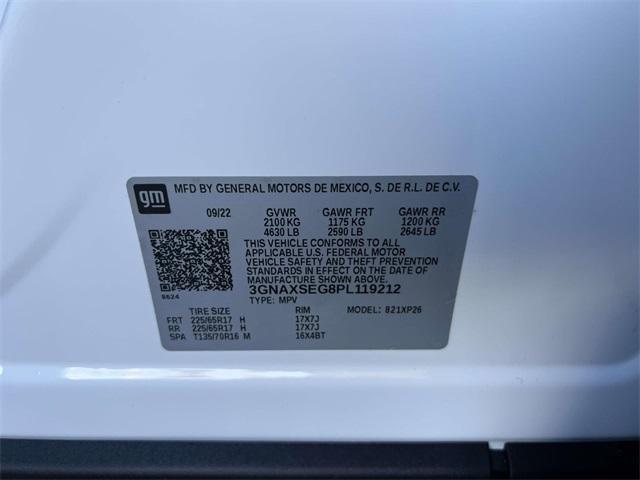 gm MFD BY GENERAL MOTORS DE MEXICO, S. DE R.L. DE C.V.
09/22 GVWR GAWR FRT GAWR RR
2100 KG 1175 KG 1200 KG
4630 LB 2590 LB 2645 LB
THIS VEHICLE CONFORMS TO ALL
APPLICABLE U.S. FEDERAL MOTOR
VEHICLE SAFETY AND THEFT PREVENTION
STANDARDS IN EFFECT ON THE DATE OF
MANUFACTURE SHOWN ABOVE.
3GNAXSEG8PL119212
8624
TYPE: MPV MODEL: 821XP26
TIRE SIZE RIM
FRT 225/65R17 H 17X7J
RR 225/65R17 H 17X7J
SPA T135/70R16 M 16X4BT